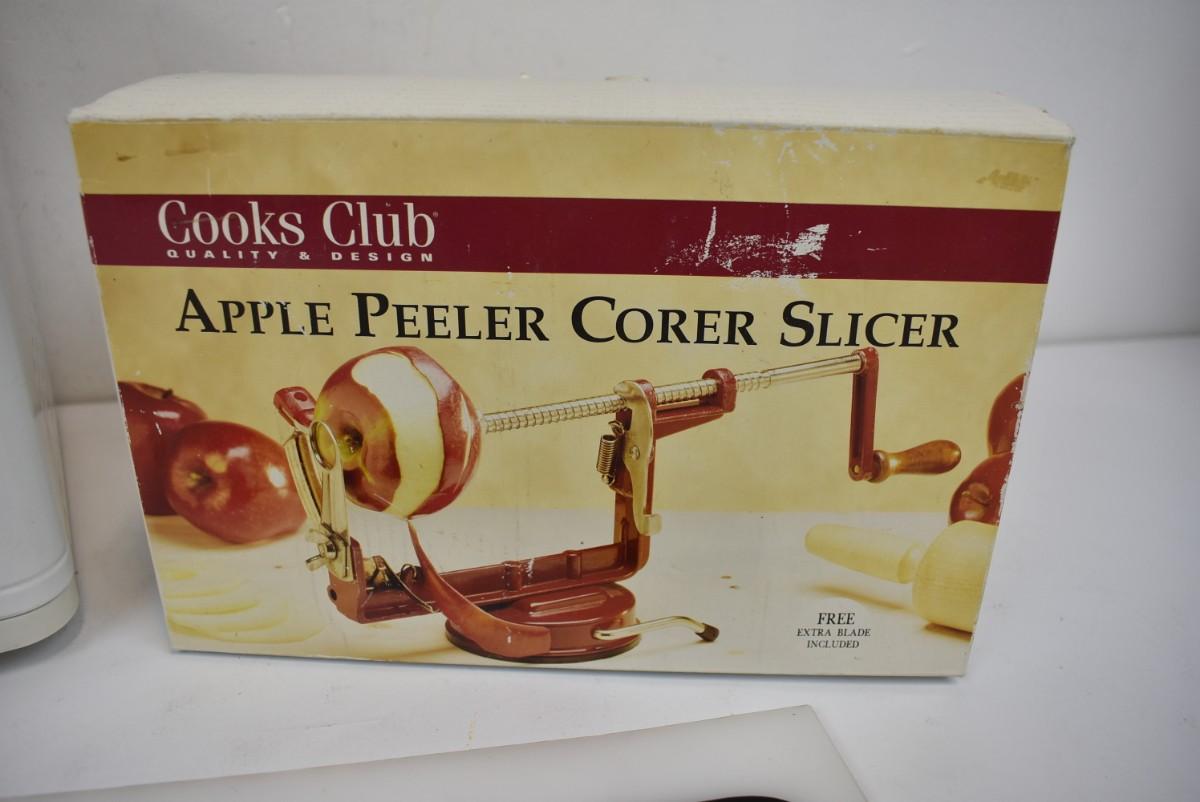 Cooks Club
QUALITY & DESIGN
APPLE PEELER CORER SLICER
FREE
EXTRA BLADE
INCLUDED